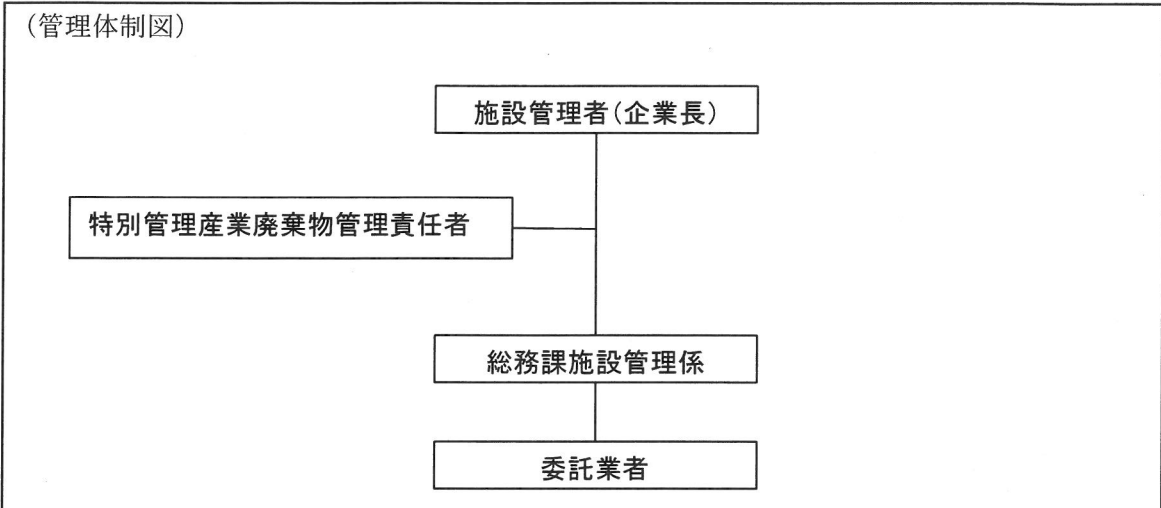 （管理体制図）
施設管理者（企業長）
特別管理産業廃棄物管理責任者
総務課施設管理係
委託業者